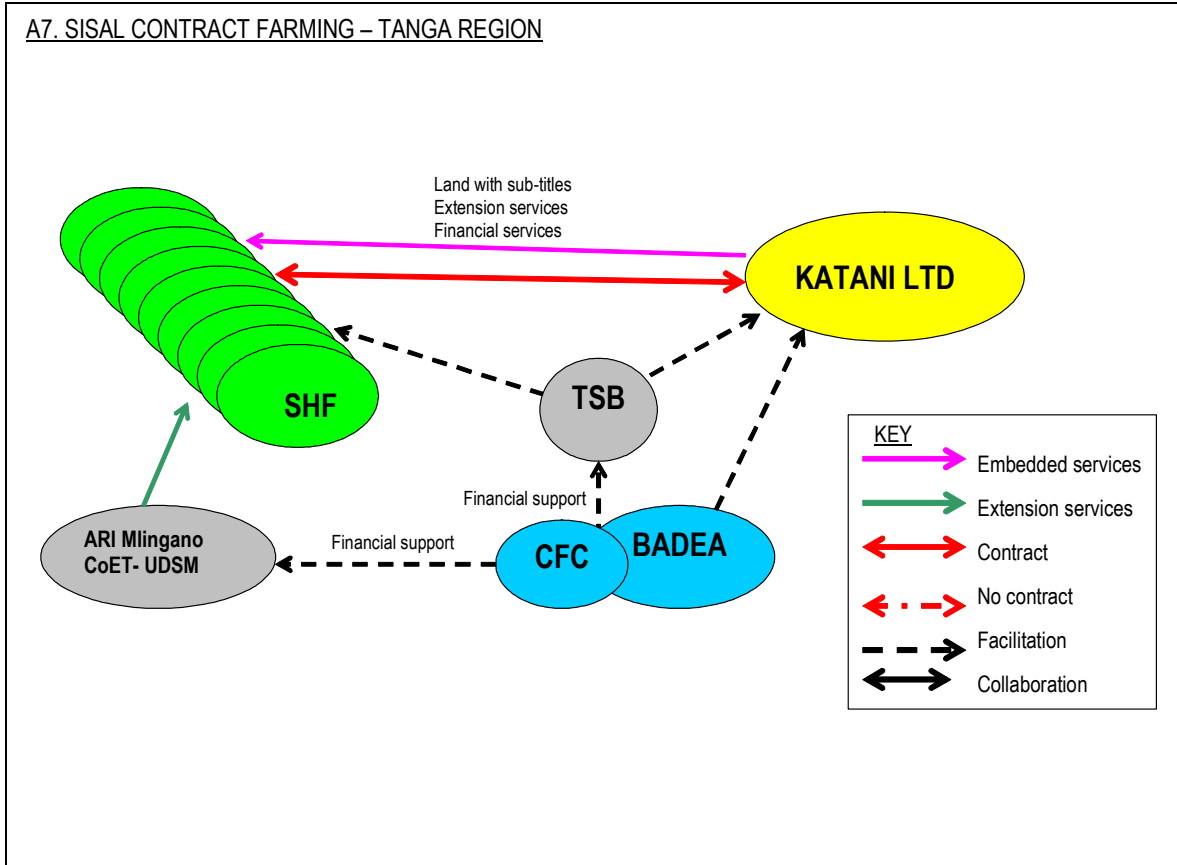 A7. SISAL CONTRACT FARMING – TANGA REGION
Land with sub-titles
Extension services
Financial services
KATANI LTD
TSB
SHF
KEY
Embedded services
Extension services
Contract
No contract
Facilitation
Collaboration
Financial support
ARI Mlingano
CoET- UDSM
Financial support
CFC
BADEA